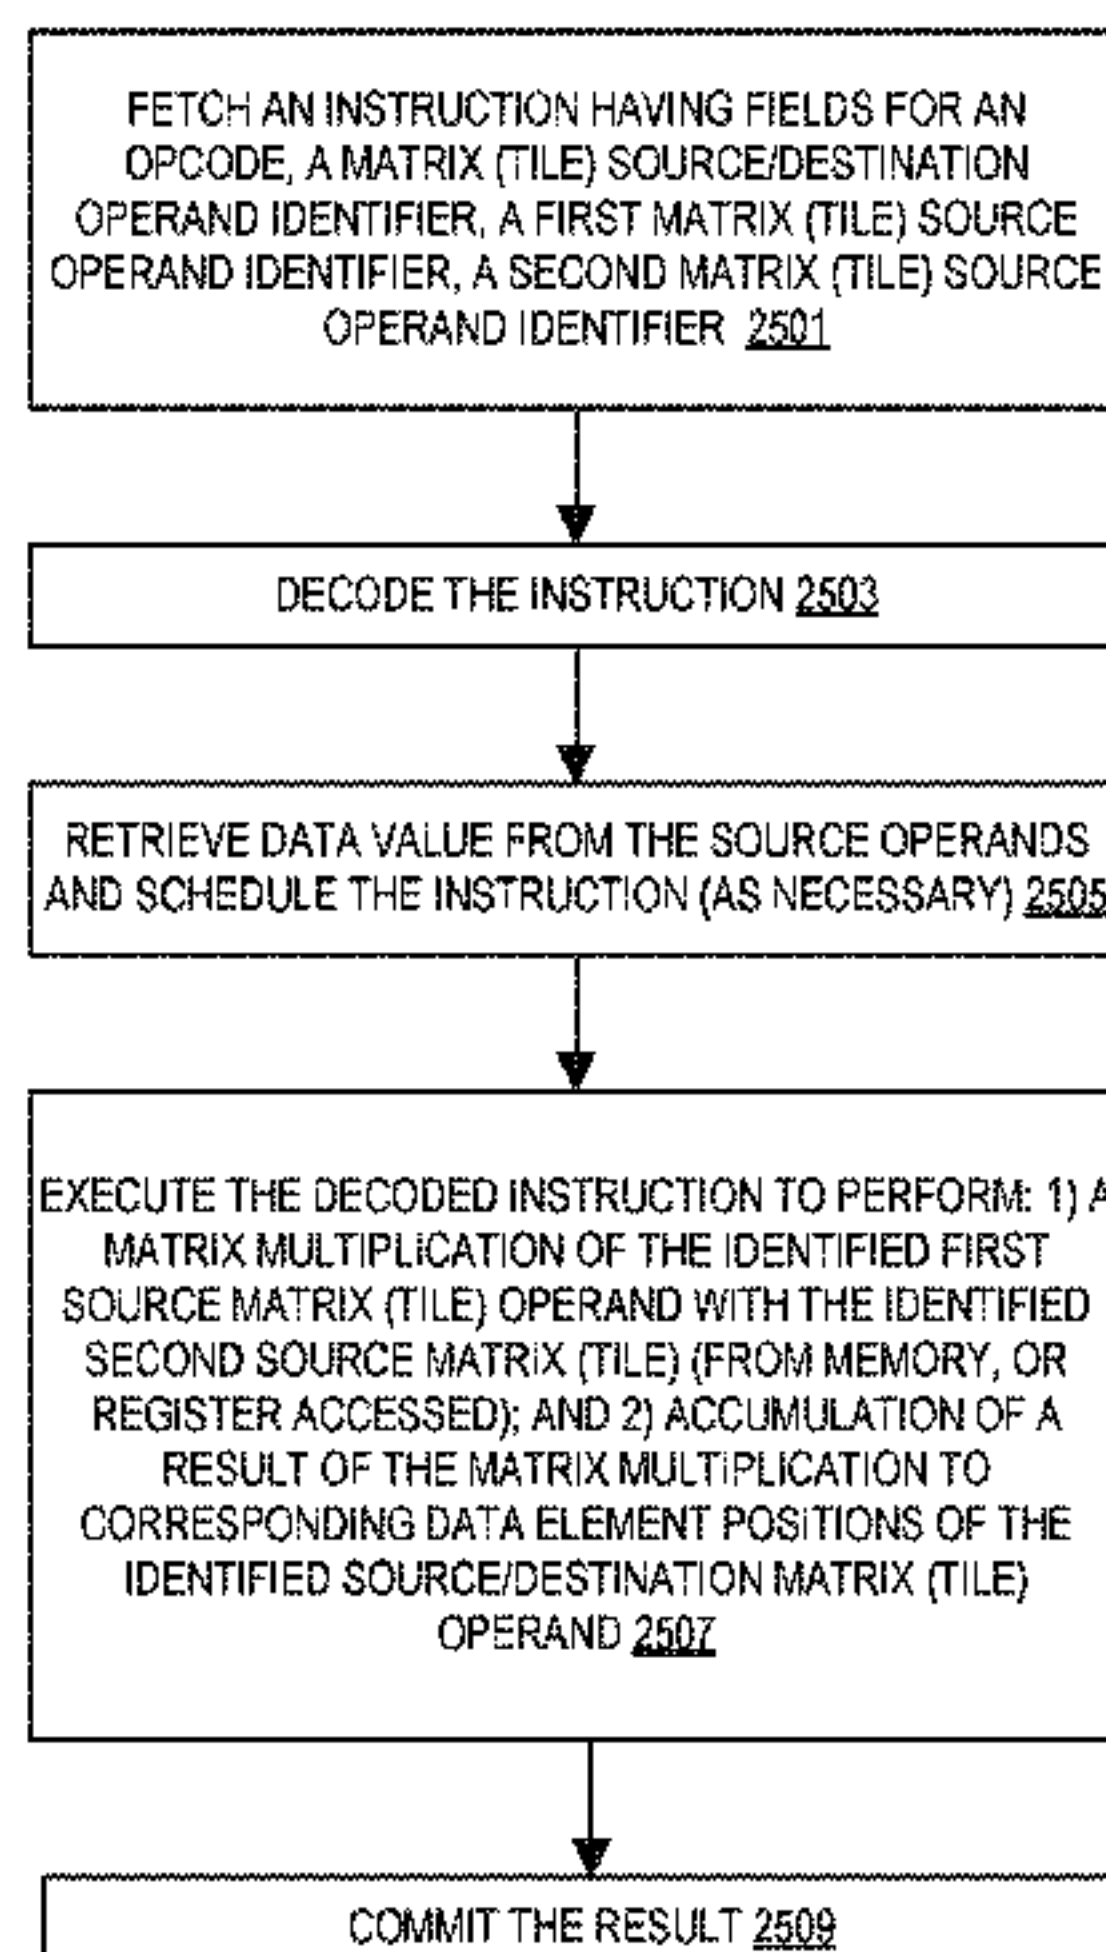 FETCH AN INSTRUCTION HAVING FIELDS FOR AN
OPCODE, A MATRIX (TILE) SOURCE/DESTINATION
OPERAND IDENTIFIER, A FIRST MATRIX (TILE) SOURCE
OPERAND IDENTIFIER, A SECOND MATRIX (TILE) SOURCE
OPERAND IDENTIFIER 2501
DECODE THE INSTRUCTION 2503
RETRIEVE DATA VALUE FROM THE SOURCE OPERANDS
AND SCHEDULE THE INSTRUCTION (AS NECESSARY) 2505
EXECUTE THE DECODED INSTRUCTION TO PERFORM: 1) A
MATRIX MULTIPLICATION OF THE IDENTIFIED FIRST
SOURCE MATRIX (TILE) OPERAND WITH THE IDENTIFIED
SECOND SOURCE MATRIX (TILE) (FROM MEMORY, OR
REGISTER ACCESSED); AND 2) ACCUMULATION OF A
RESULT OF THE MATRIX MULTIPLICATION TO
CORRESPONDING DATA ELEMENT POSITIONS OF THE
IDENTIFIED SOURCE/DESTINATION MATRIX (TILE)
OPERAND 2507
COMMIT THE RESULT 2509